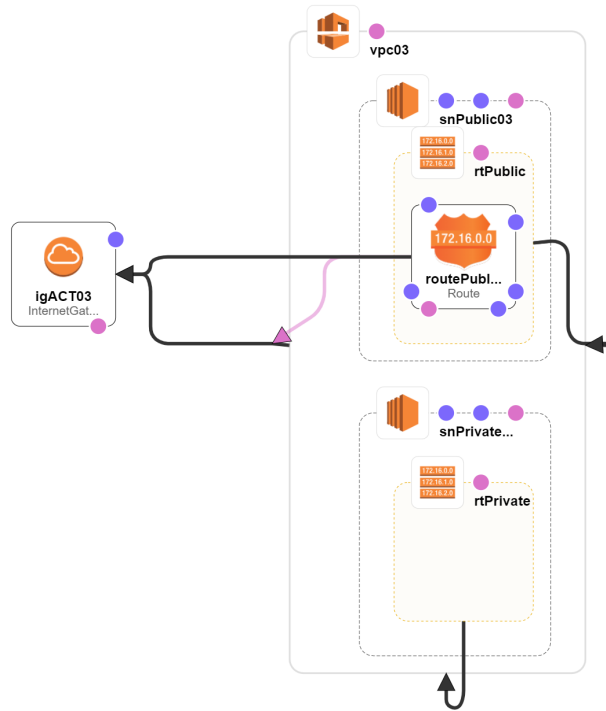 vpc03
snPublic03
172.16.0.0
172.16.1.0
172.16.2.0
rtPublic
172.16.0.0
routePubl...
Route
igACT03
InternetGat...
snPrivate...
172.16.0.0
172.16.1.0
172.16.2.0
rtPrivate